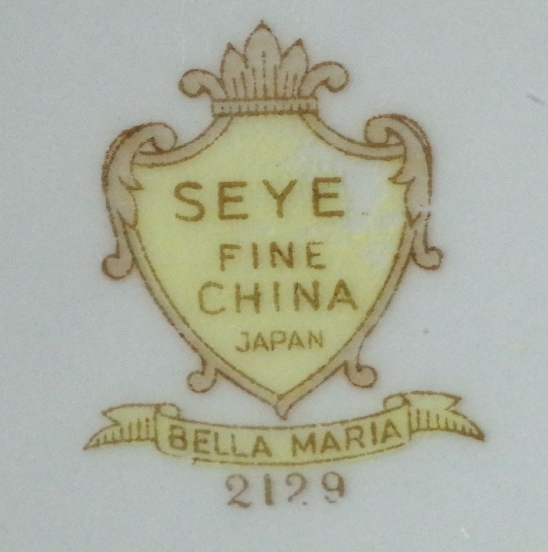 SEYE
FINE
CHINA
JAPAN
BELLA MARIA
2129